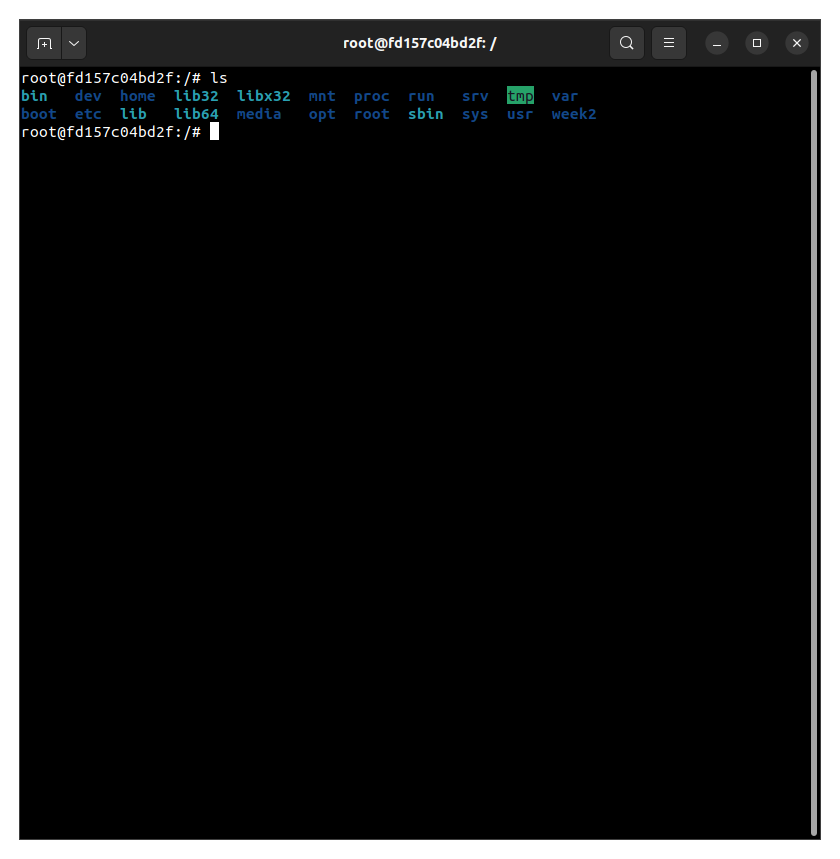 root@fd157c04bd2f: /
root@fd157c04bd2f:/# ls
bin   dev  home  lib32  libx32  mnt  proc  run   srv  tmp  var
boot  etc  lib   lib64  media   opt  root  sbin  sys  usr  week2
root@fd157c04bd2f:/#